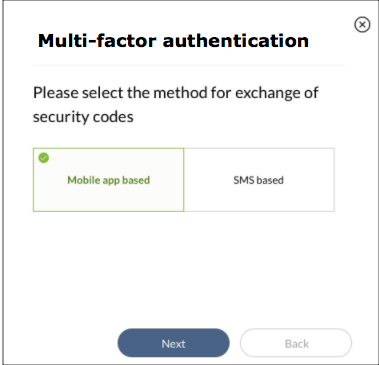 Multi-factor authentication
Please select the method for exchange of
security codes
Mobile app based
SMS based
Next
Back